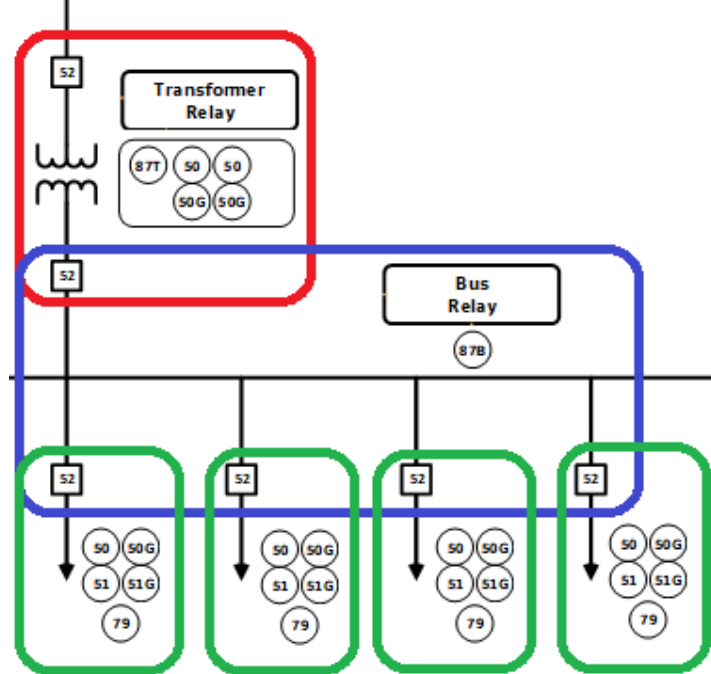 52
Transformer
Relay
87T 50 50
50G 50G
52
Bus
Relay
87B
52 52 52 52
50 50G 50 50G 50 50G 50 50G
51 51G 51 51G 51 51G 51 51G
79 79 79 79